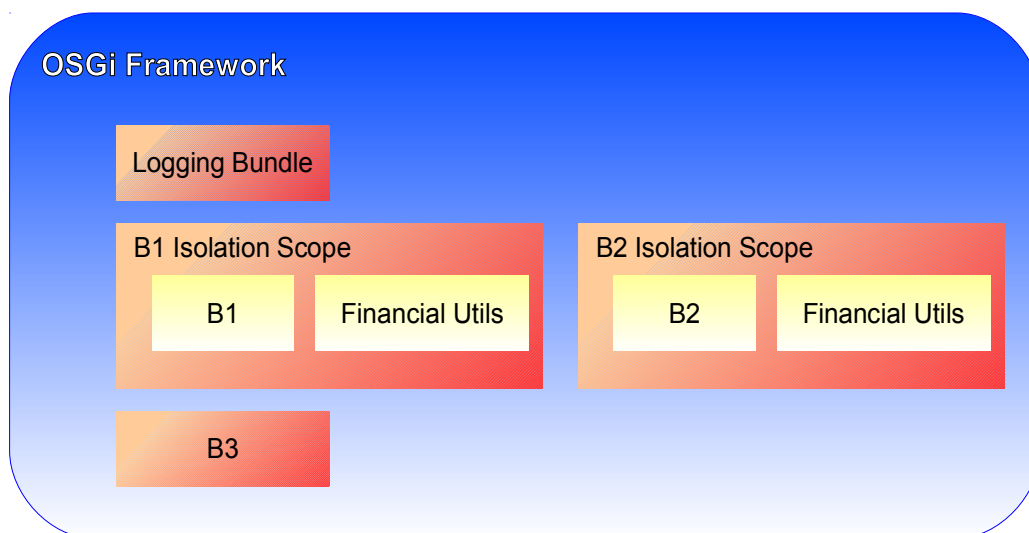 OSGi Framework
Logging Bundle
B1 Isolation Scope
B1
Financial Utils
B2 Isolation Scope
B2
Financial Utils
B3